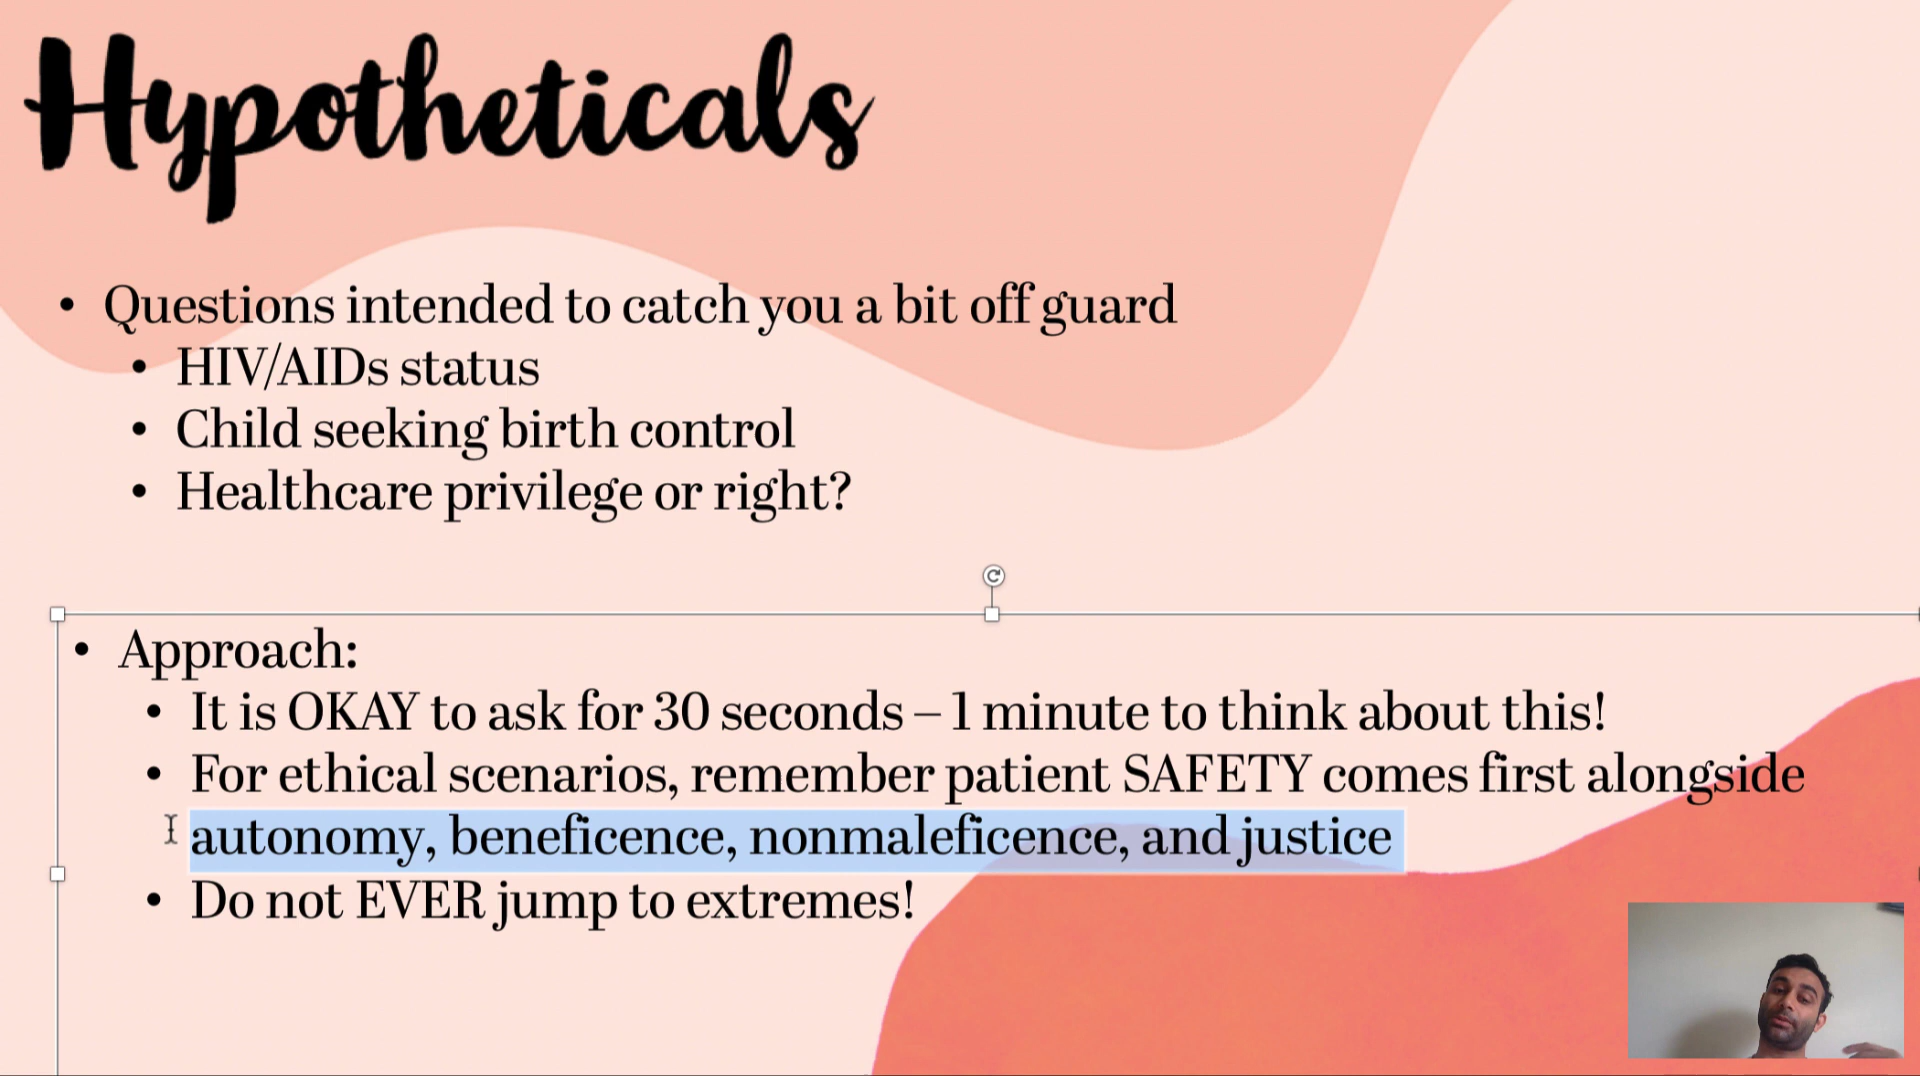 Hypotheticals
• Questions intended to catch you a bit off guard
• HIV/AIDs status
• Child seeking birth control
• Healthcare privilege or right?
• Approach:
• It is OKAY to ask for 30 seconds – 1 minute to think about this!
• For ethical scenarios, remember patient SAFETY comes first alongside
autonomy, beneficence, nonmaleficence, and justice
• Do not EVER jump to extremes!